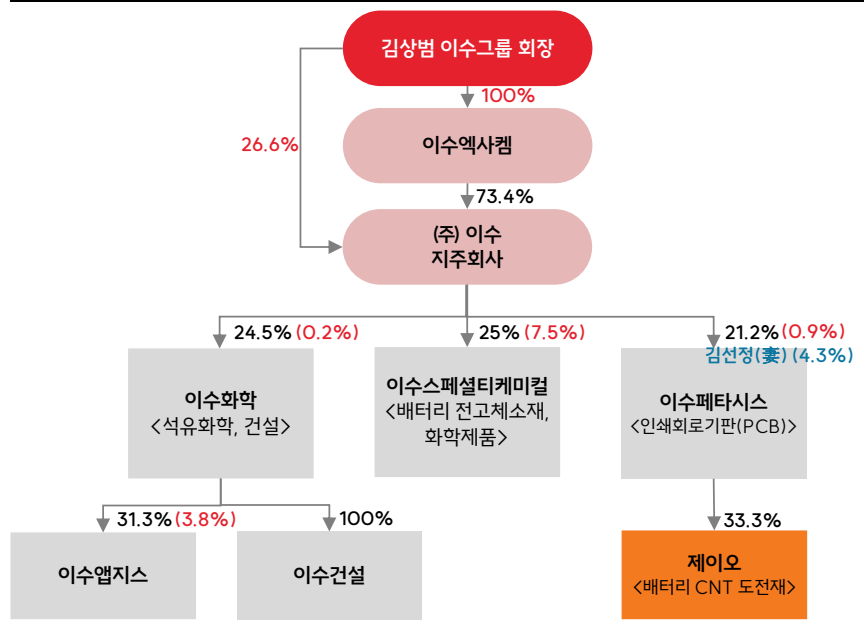 김상범 이수그룹 회장
100%
26.6%
이수엑사켐
73.4%
(주) 이수
지주회사
24.5% (0.2%)
25% (7.5%)
21.2% (0.9%)
김선정(妻) (4.3%)
이수화학
<석유화학, 건설>
이수스페셜티케미컬
<배터리 전고체소재,
화학제품>
이수페타시스
<인쇄회로기판(PCB)>
31.3% (3.8%)
100%
33.3%
이수앱지스
이수건설
제이오
<배터리 CNT 도전재>